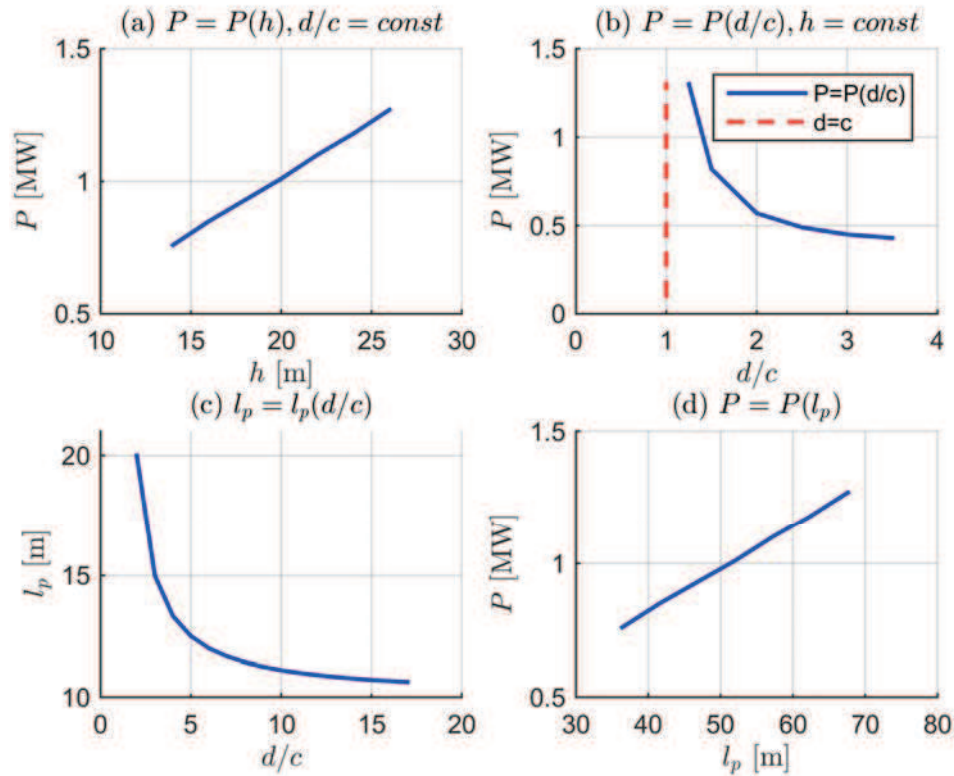 (a) P = P(h), d/c = const
1.5
1
0.5
P [MW]
10 15 20 25 30
h [m]
(b) P = P(d/c), h = const
1.5
1
0.5
0
P [MW]
P=P(d/c)
d=c
0 1 2 3 4
d/c
(c) l_p = l_p(d/c)
20
15
10
l_p [m]
0 5 10 15 20
d/c
(d) P = P(l_p)
1.5
1
0.5
P [MW]
30 40 50 60 70 80
l_p [m]